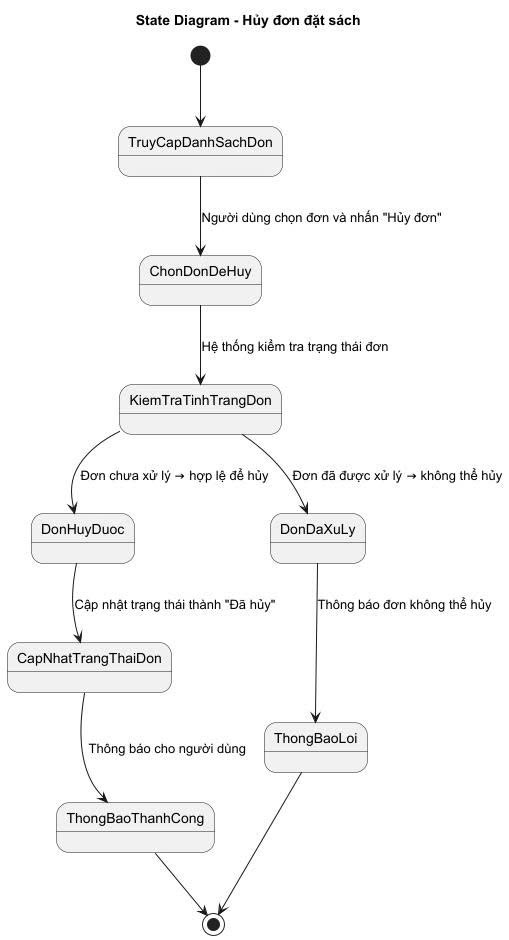 State Diagram - Hủy đơn đặt sách
TruyCapDanhSachDon
Người dùng chọn đơn và nhấn "Hủy đơn"
ChonDonDeHuy
Hệ thống kiểm tra trạng thái đơn
KiemTraTinhTrangDon
Đơn chưa xử lý → hợp lệ để hủy
Đơn đã được xử lý → không thể hủy
DonHuyDuoc
DonDaXuLy
Cập nhật trạng thái thành "Đã hủy"
Thông báo đơn không thể hủy
CapNhatTrangThaiDon
ThongBaoLoi
Thông báo cho người dùng
ThongBaoThanhCong